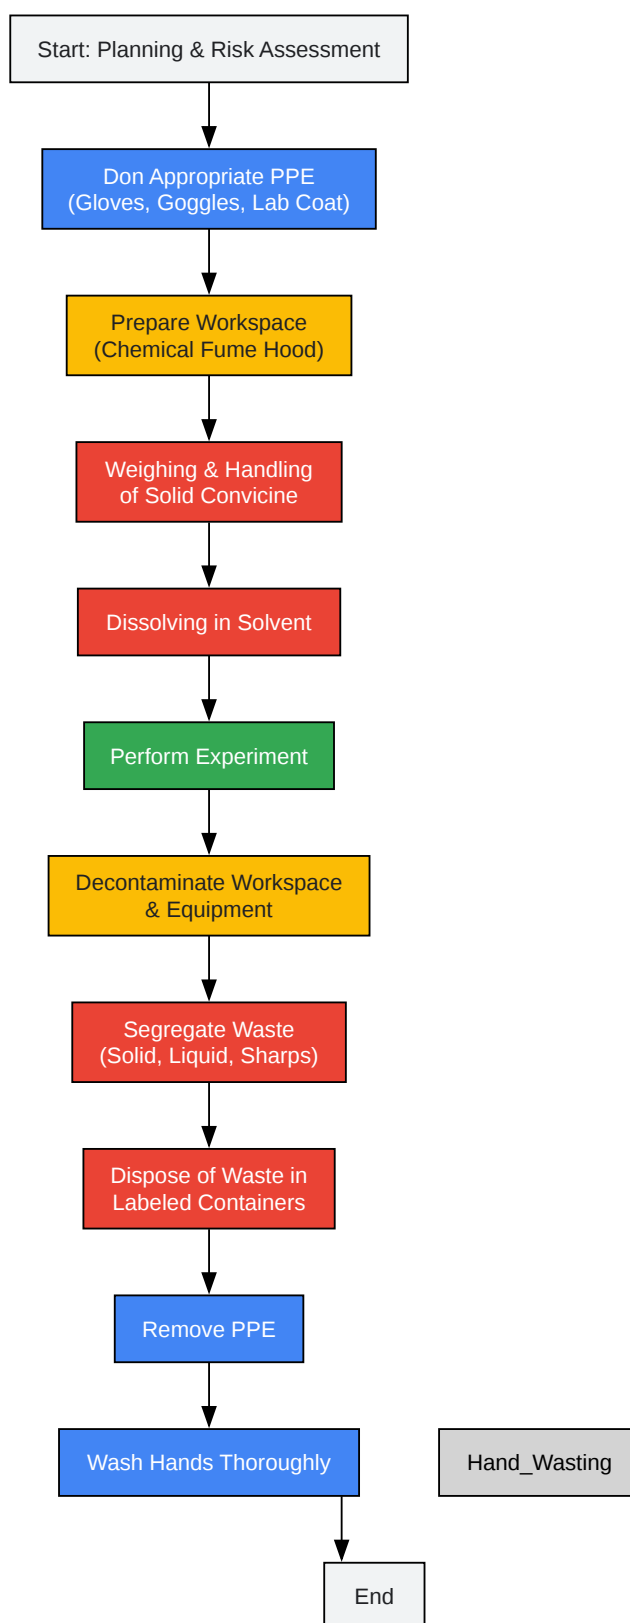 Start: Planning & Risk Assessment
Don Appropriate PPE
(Gloves, Goggles, Lab Coat)
Prepare Workspace
(Chemical Fume Hood)
Weighing & Handling
of Solid Convicine
Dissolving in Solvent
Perform Experiment
Decontaminate Workspace
& Equipment
Segregate Waste
(Solid, Liquid, Sharps)
Dispose of Waste in
Labeled Containers
Remove PPE
Wash Hands Thoroughly
Hand_Wasting
End